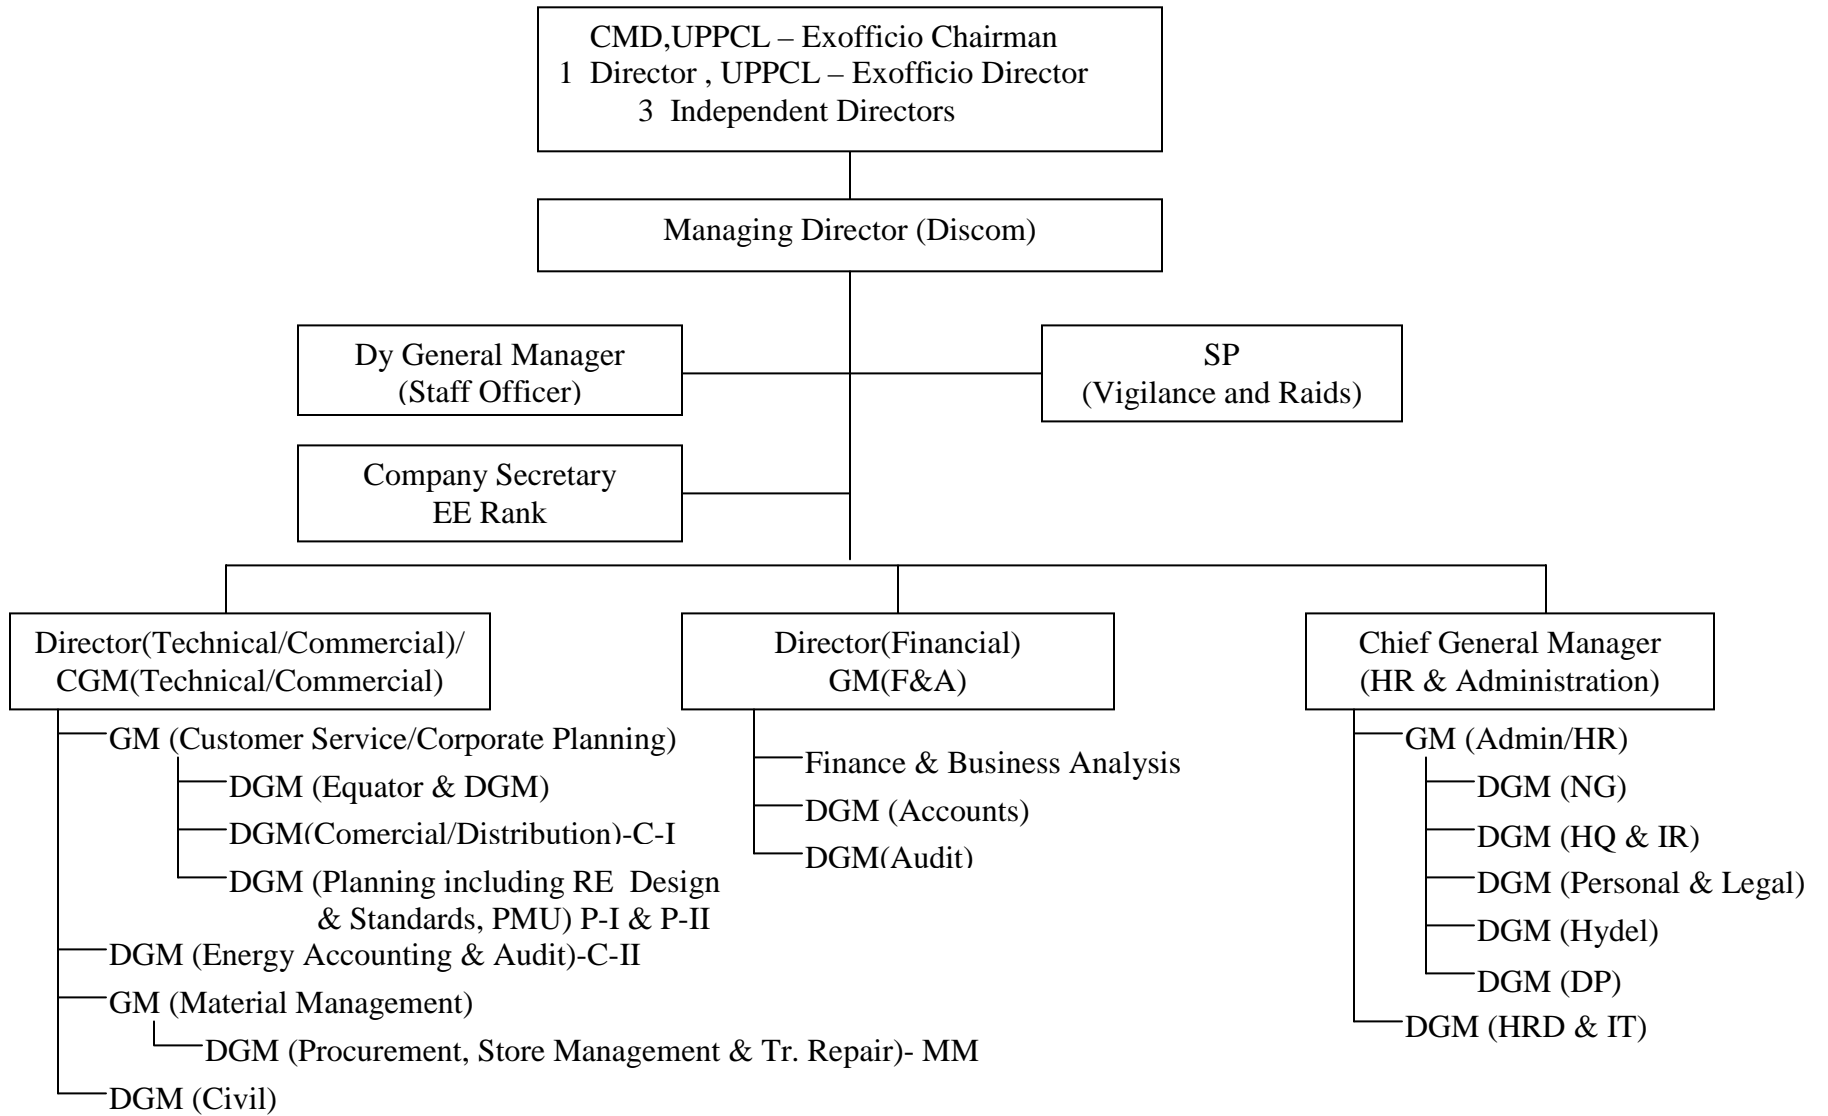 CMD,UPPCL – Exofficio Chairman
1 Director , UPPCL – Exofficio Director
3 Independent Directors
Managing Director (Discom)
Dy General Manager
(Staff Officer)
SP
(Vigilance and Raids)
Company Secretary
EE Rank
Director(Technical/Commercial)/
CGM(Technical/Commercial)
GM (Customer Service/Corporate Planning)
DGM (Equator & DGM)
DGM(Comercial/Distribution)-C-I
DGM (Planning including RE Design
& Standards, PMU) P-I & P-II
DGM (Energy Accounting & Audit)-C-II
GM (Material Management)
DGM (Procurement, Store Management & Tr. Repair)- MM
DGM (Civil)
Director(Financial)
GM(F&A)
Finance & Business Analysis
DGM (Accounts)
DGM(Audit)
Chief General Manager
(HR & Administration)
GM (Admin/HR)
DGM (NG)
DGM (HQ & IR)
DGM (Personal & Legal)
DGM (Hydel)
DGM (DP)
DGM (HRD & IT)